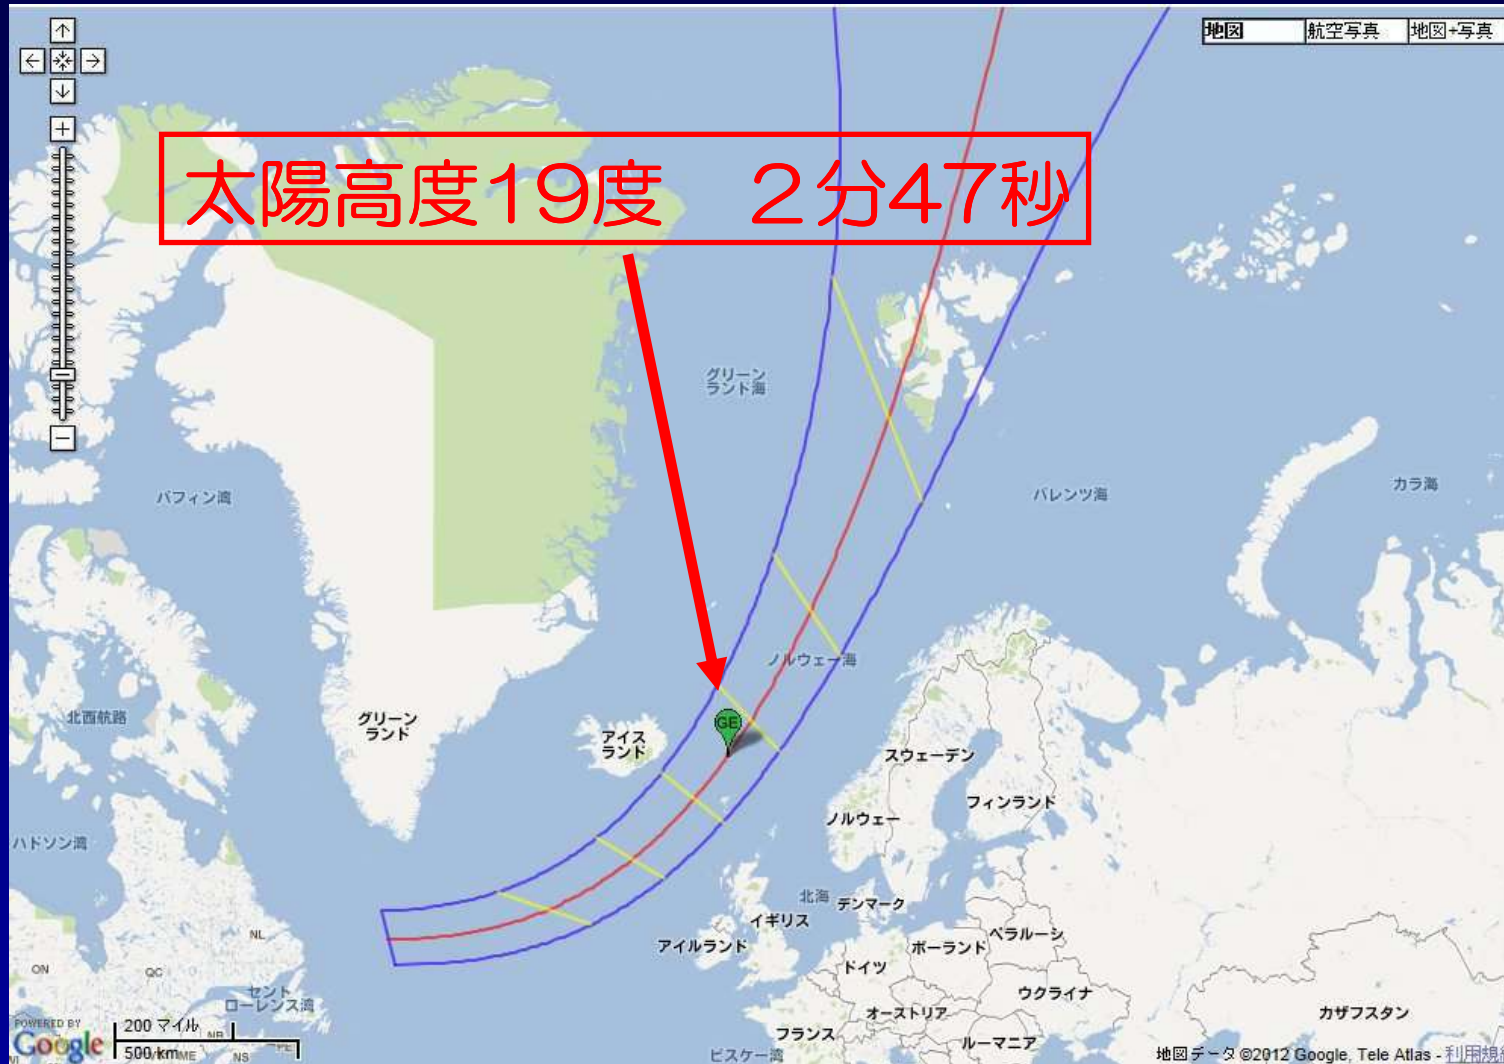 地図
航空写真
地図+写真
太陽高度19度　2分47秒
グリーン
ランド海
バフィン湾
バレンツ海
カラ海
ノルウェー海
北西航路
グリーン
ランド
アイス
ランド
GE
スウェーデン
フィンランド
ノルウェー
ハドソン湾
北海
デンマーク
イギリス
アイルランド
ベラルーシ
ポーランド
ドイツ
NL
ON
QC
セント
ローレンス湾
ウクライナ
オーストリア
カザフスタン
フランス
ルーマニア
ビスケー湾
POWERED BY
Google
200 マイル
500 km
NB
ME
NS
PE
地図データ ©2012 Google, Tele Atlas - 利用規約